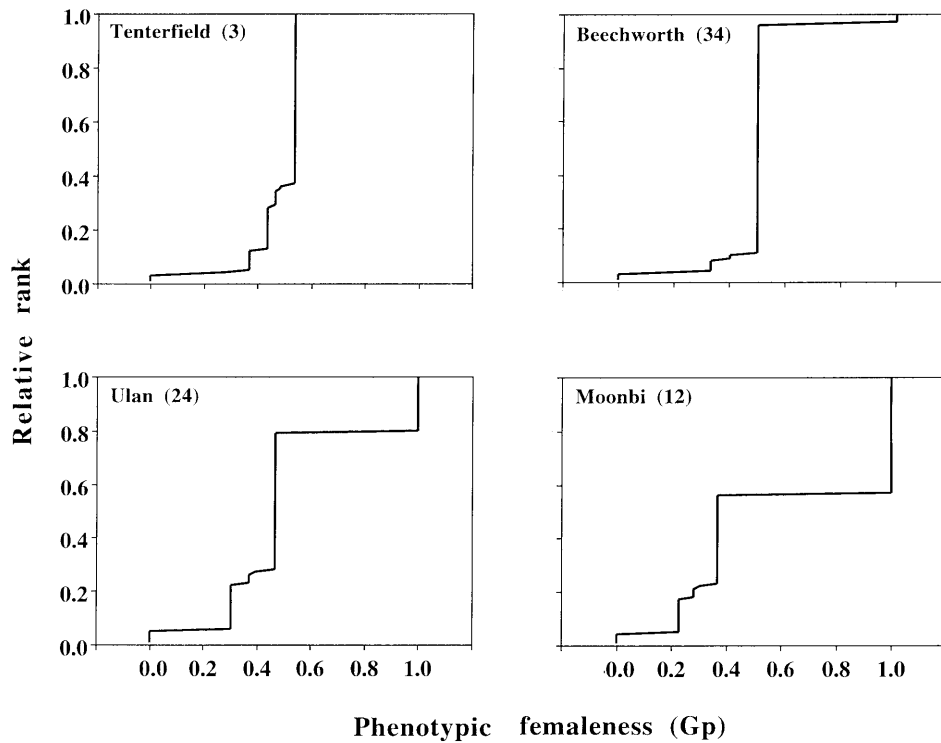 Tenterfield (3)
1.0
0.8
0.6
0.4
0.2
0.0
Beechworth (34)
Relative rank
Ulan (24)
1.0
0.8
0.6
0.4
0.2
0.0
0.0 0.2 0.4 0.6 0.8 1.0
Moonbi (12)
0.0 0.2 0.4 0.6 0.8 1.0
Phenotypic femaleness (Gp)